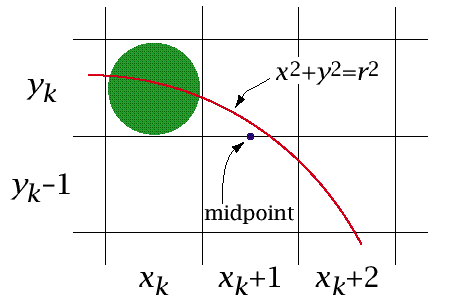 x²+y²=r²
yₖ
yₖ-1
midpoint
xₖ
xₖ+1
xₖ+2